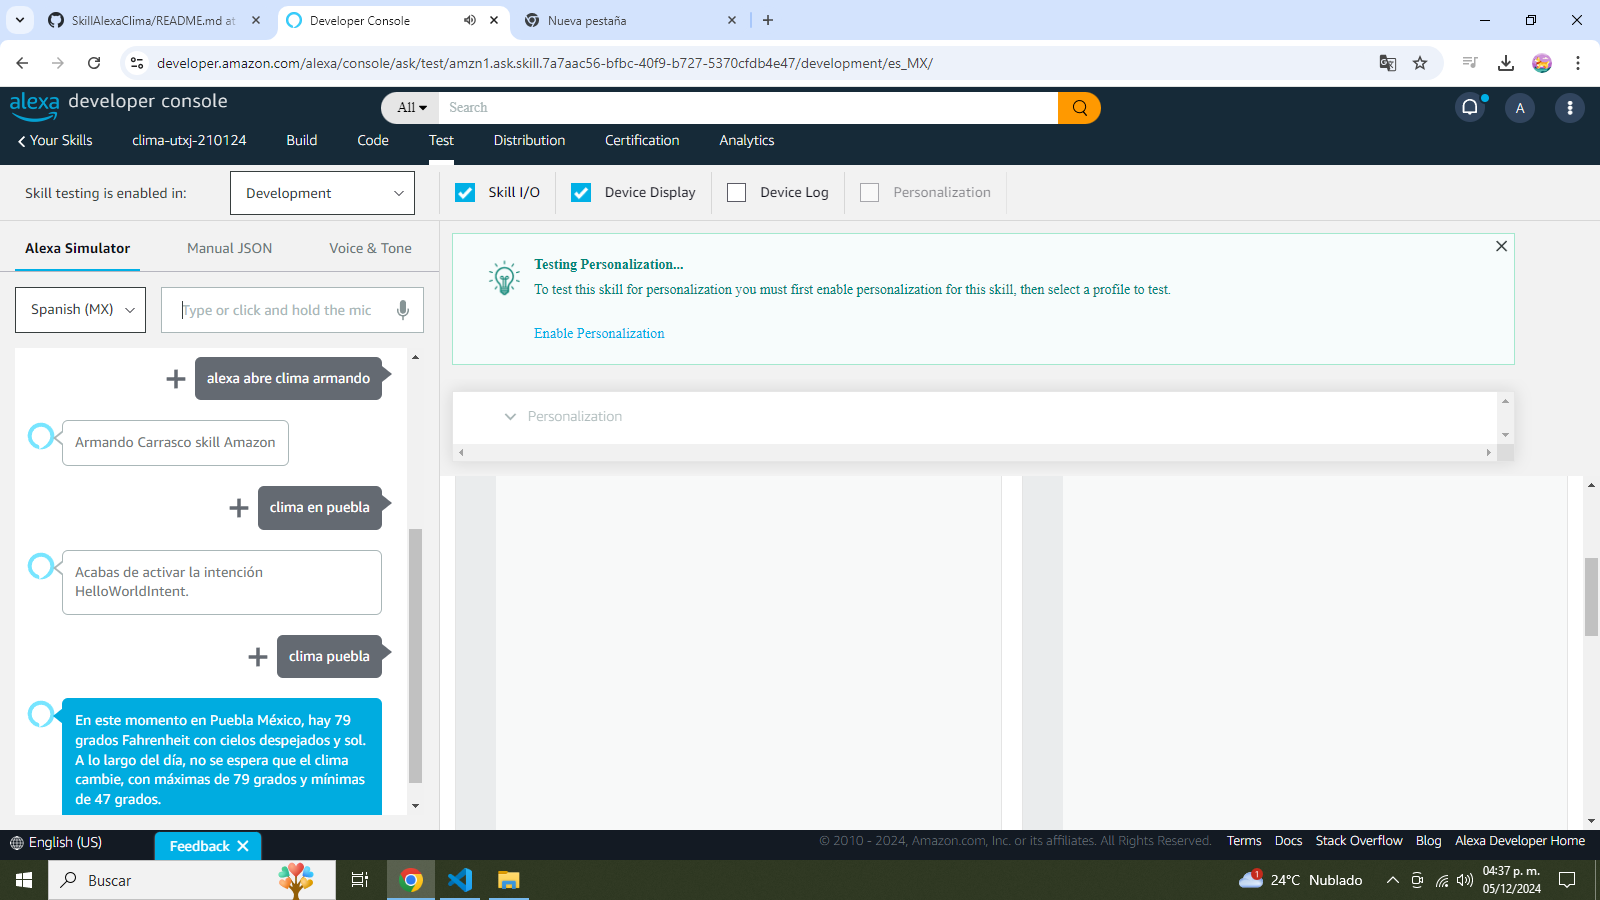 SkillAlexaClima/README.md at
Developer Console
Nueva pestaña
developer.amazon.com/alexa/console/ask/test/amzn1.ask.skill.7a7aac56-bfbc-40f9-b727-5370cfdb4e47/development/es_MX/
alexa developer console
All
Search
A
Your Skills
clima-utxj-210124
Build
Code
Test
Distribution
Certification
Analytics
Skill testing is enabled in:
Development
Skill I/O
Device Display
Device Log
Personalization
Alexa Simulator
Manual JSON
Voice & Tone
Testing Personalization...
To test this skill for personalization you must first enable personalization for this skill, then select a profile to test.
Enable Personalization
Spanish (MX)
Type or click and hold the mic
Personalization
alexa abre clima armando
Armando Carrasco skill Amazon
clima en puebla
Acabas de activar la intención
HelloWorldIntent.
clima puebla
En este momento en Puebla México, hay 79
grados Fahrenheit con cielos despejados y sol.
A lo largo del día, no se espera que el clima
cambie, con máximas de 79 grados y mínimas
de 47 grados.
English (US)
Feedback
© 2010 - 2024, Amazon.com, Inc. or its affiliates. All Rights Reserved.
Terms
Docs
Stack Overflow
Blog
Alexa Developer Home
Buscar
1
24°C Nublado
04:37 p. m.
05/12/2024